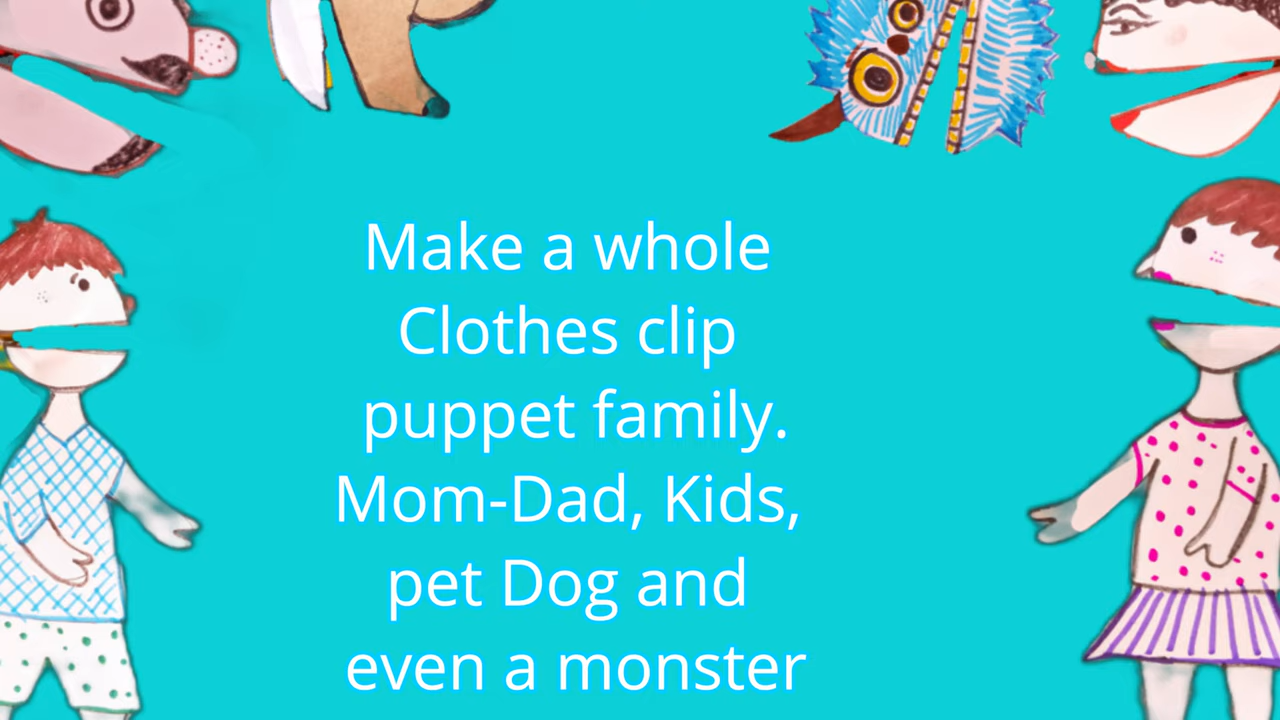 Make a whole
Clothes clip
puppet family.
Mom-Dad, Kids,
pet Dog and
even a monster